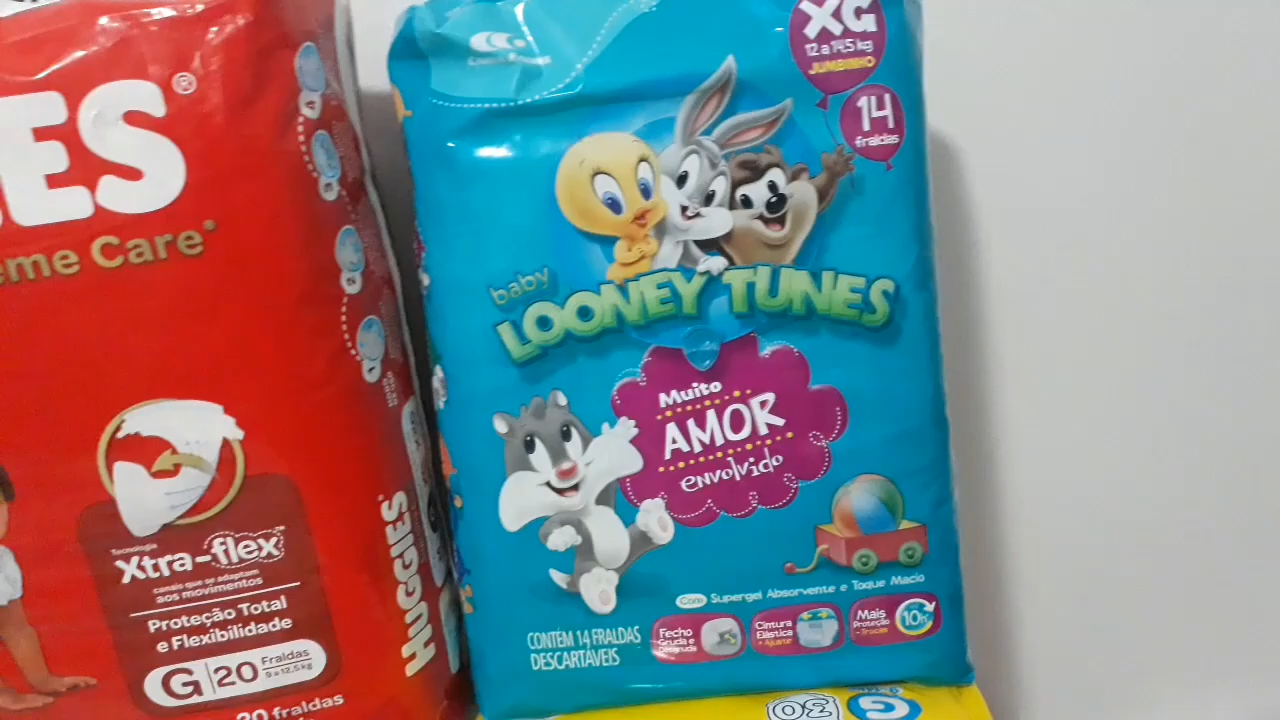 ES®
eme Care
Tecnologia
Xtra-flex
canais que se adaptam
aos movimentos
Proteção Total
e Flexibilidade
G 20 Fraldas
9 a 12,5 kg
20 fraldas
HUGGIES
XG
12 a 14,5 kg
JUMBINHO
14
fraldas
baby
LOONEY TUNES
Muito
AMOR
envolvido
Com Supergel Absorvente e Toque Macio
CONTÉM 14 FRALDAS
DESCARTÁVEIS
Fecho
Gruda e
Desgruda
Cintura
Elástica
+ Ajuste
Mais
Proteção
- Trocas
10h
G
30